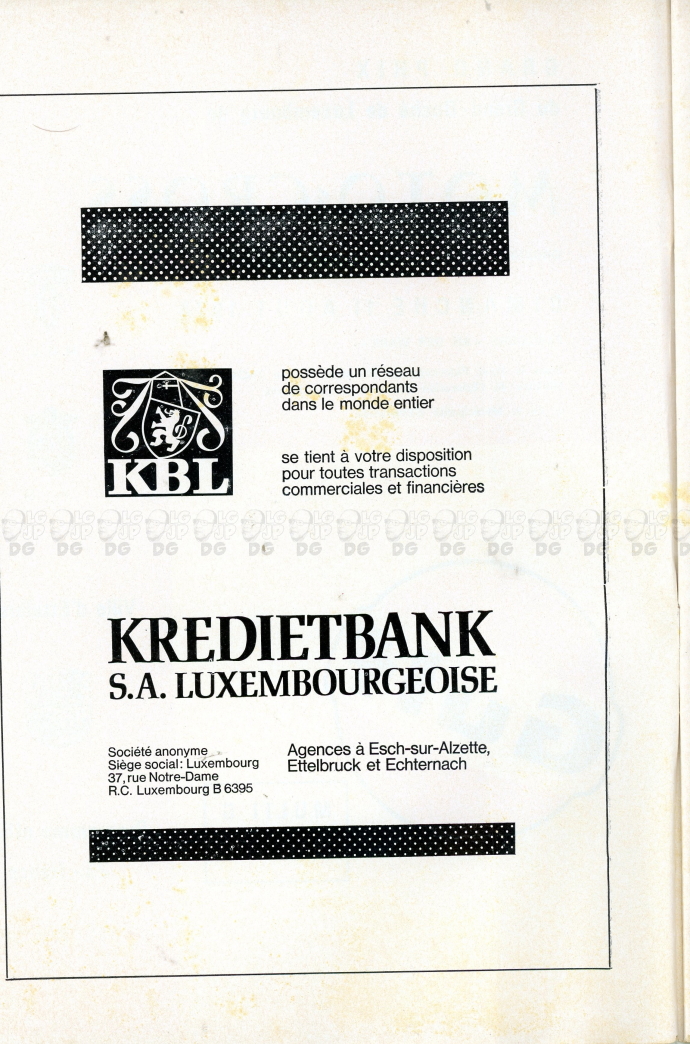 possède un réseau
de correspondants
dans le monde entier
KBL
se tient à votre disposition
pour toutes transactions
commerciales et financières
KREDIETBANK
S.A. LUXEMBOURGEOISE
Société anonyme
Siège social: Luxembourg
37, rue Notre-Dame
R.C. Luxembourg B 6395
Agences à Esch-sur-Alzette,
Ettelbruck et Echternach